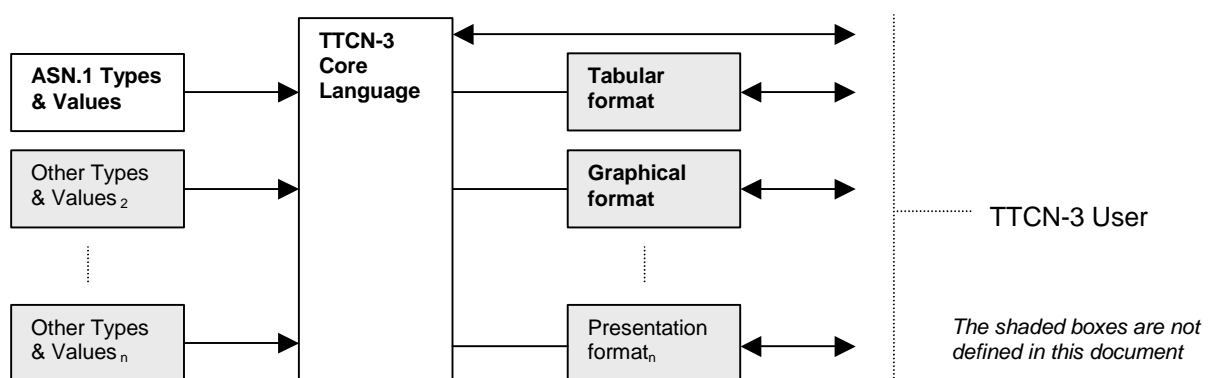 TTCN-3
Core
Language
ASN.1 Types
& Values
Other Types
& Values 2
Other Types
& Values n
Tabular
format
Graphical
format
Presentation
formatn
TTCN-3 User
The shaded boxes are not
defined in this document